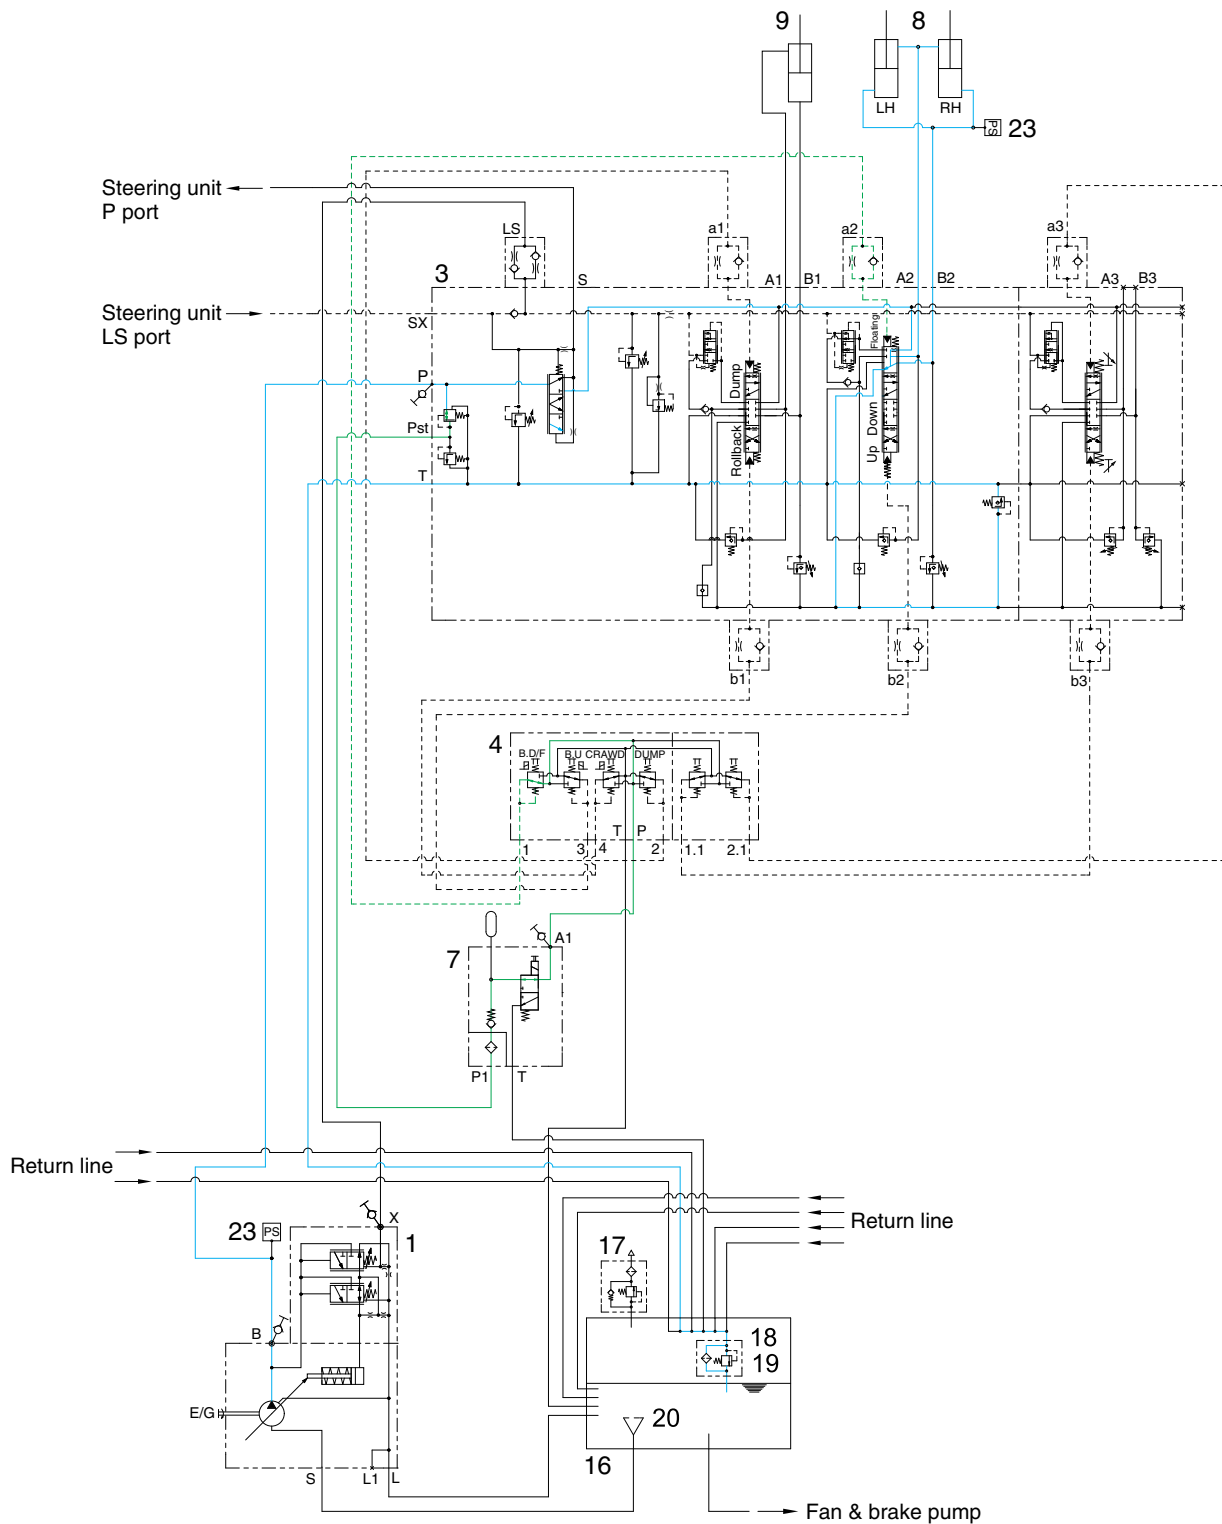 9
8
LH
RH
PS
23
Steering unit
P port
LS
a1
a2
a3
3
S
A1
B1
A2
B2
A3
B3
Steering unit
LS port
SX
Floating
P
Dump
Down
Pst
Rollback
Up
T
b1
b2
b3
4
B.D/F
B.U
CRAWD
DUMP
T
P
1
3
4
2
1.1
2.1
7
A1
P1
T
Return line
X
23
PS
1
17
Return line
B
18
19
E/G
20
S
L1
L
16
Fan & brake pump